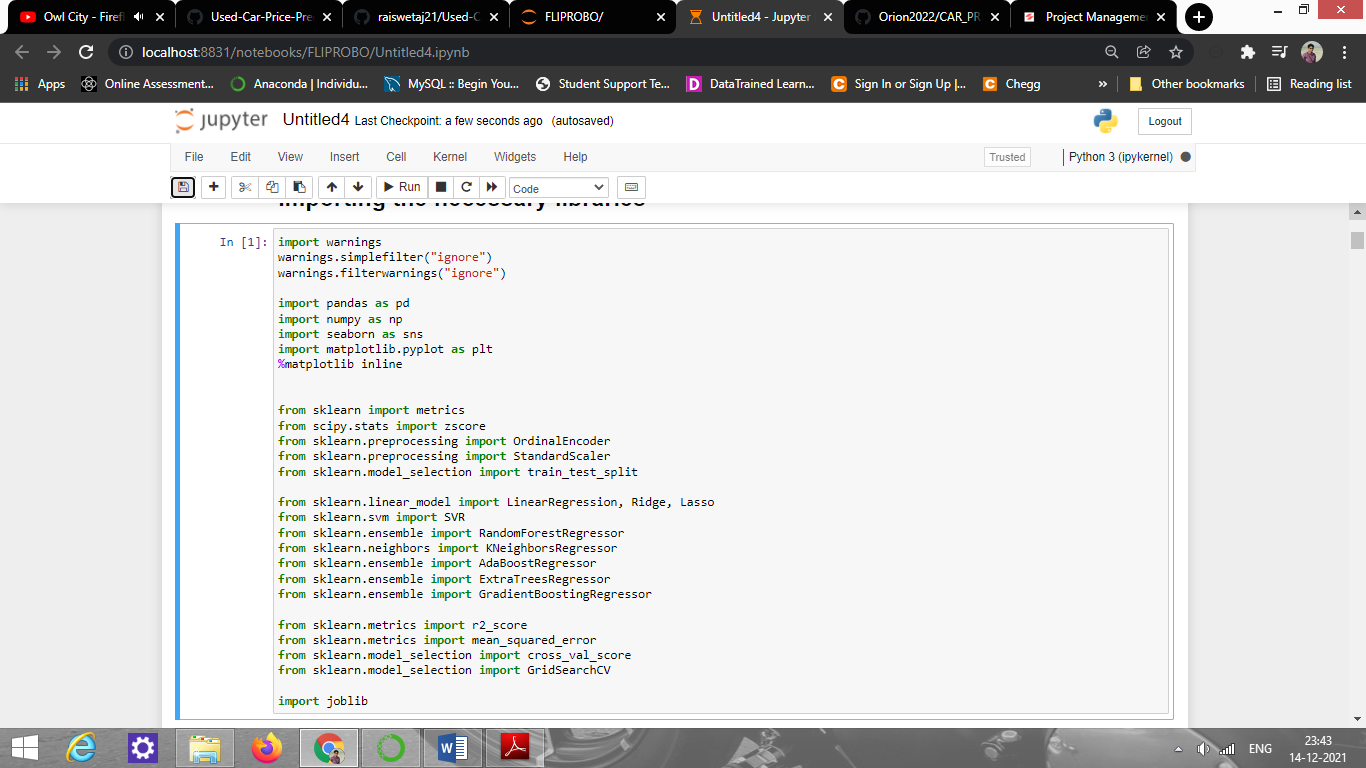 Owl City - Firefl
Used-Car-Price-Pre
raiswetaj21/Used-C
FLIPROBO/
Untitled4 - Jupyter
Orion2022/CAR_PR
Project Manageme
localhost:8831/notebooks/FLIPROBO/Untitled4.ipynb
Apps
Online Assessment...
Anaconda | Individu...
MySQL :: Begin You...
Student Support Te...
DataTrained Learn...
Sign In or Sign Up |...
Chegg
»
Other bookmarks
Reading list
jupyter Untitled4 Last Checkpoint: a few seconds ago (autosaved)
Logout
File Edit View Insert Cell Kernel Widgets Help
Trusted
Python 3 (ipykernel)
Run
Code
Importing the necessary libraries
In [1]:
import warnings
warnings.simplefilter("ignore")
warnings.filterwarnings("ignore")
import pandas as pd
import numpy as np
import seaborn as sns
import matplotlib.pyplot as plt
%matplotlib inline
from sklearn import metrics
from scipy.stats import zscore
from sklearn.preprocessing import OrdinalEncoder
from sklearn.preprocessing import StandardScaler
from sklearn.model_selection import train_test_split
from sklearn.linear_model import LinearRegression, Ridge, Lasso
from sklearn.svm import SVR
from sklearn.ensemble import RandomForestRegressor
from sklearn.neighbors import KNeighborsRegressor
from sklearn.ensemble import AdaBoostRegressor
from sklearn.ensemble import ExtraTreesRegressor
from sklearn.ensemble import GradientBoostingRegressor
from sklearn.metrics import r2_score
from sklearn.metrics import mean_squared_error
from sklearn.model_selection import cross_val_score
from sklearn.model_selection import GridSearchCV
import joblib
ENG
23:43
14-12-2021